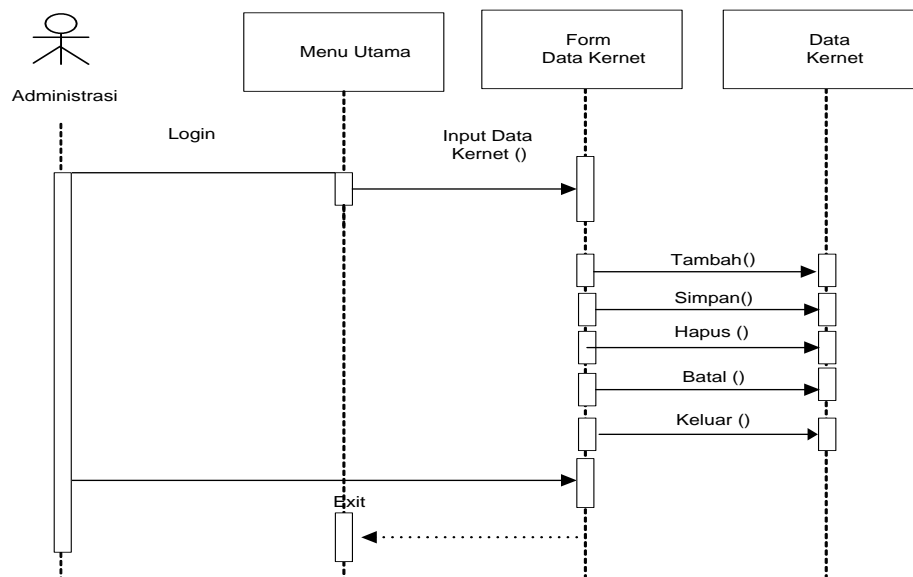 Menu Utama
Form
Data Kernet
Data
Kernet
Administrasi
Login
Input Data
Kernet ()
Tambah()
Simpan()
Hapus ()
Batal ()
Keluar ()
Exit